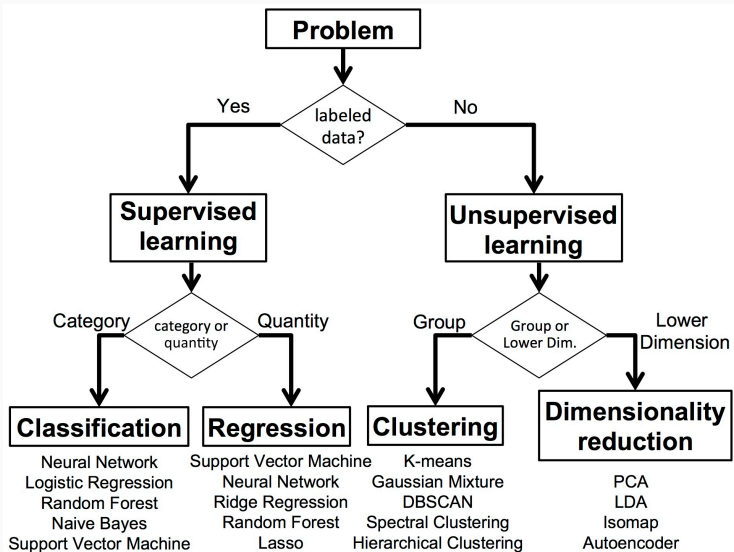 Problem
labeled
data?
Yes
No
Supervised
learning
Unsupervised
learning
category or
quantity
Category
Quantity
Group or
Lower Dim.
Group
Lower
Dimension
Classification
Neural Network
Logistic Regression
Random Forest
Naive Bayes
Support Vector Machine
Regression
Support Vector Machine
Neural Network
Ridge Regression
Random Forest
Lasso
Clustering
K-means
Gaussian Mixture
DBSCAN
Spectral Clustering
Hierarchical Clustering
Dimensionality
reduction
PCA
LDA
Isomap
Autoencoder